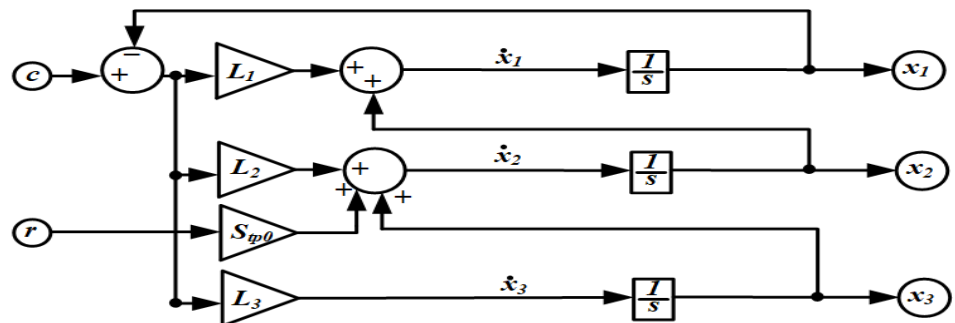 −
c + L₁ + + ẋ₁ 1/s x₁
L₂ + + + ẋ₂ 1/s x₂
r Sₜₚ₀
L₃ ẋ₃ 1/s x₃